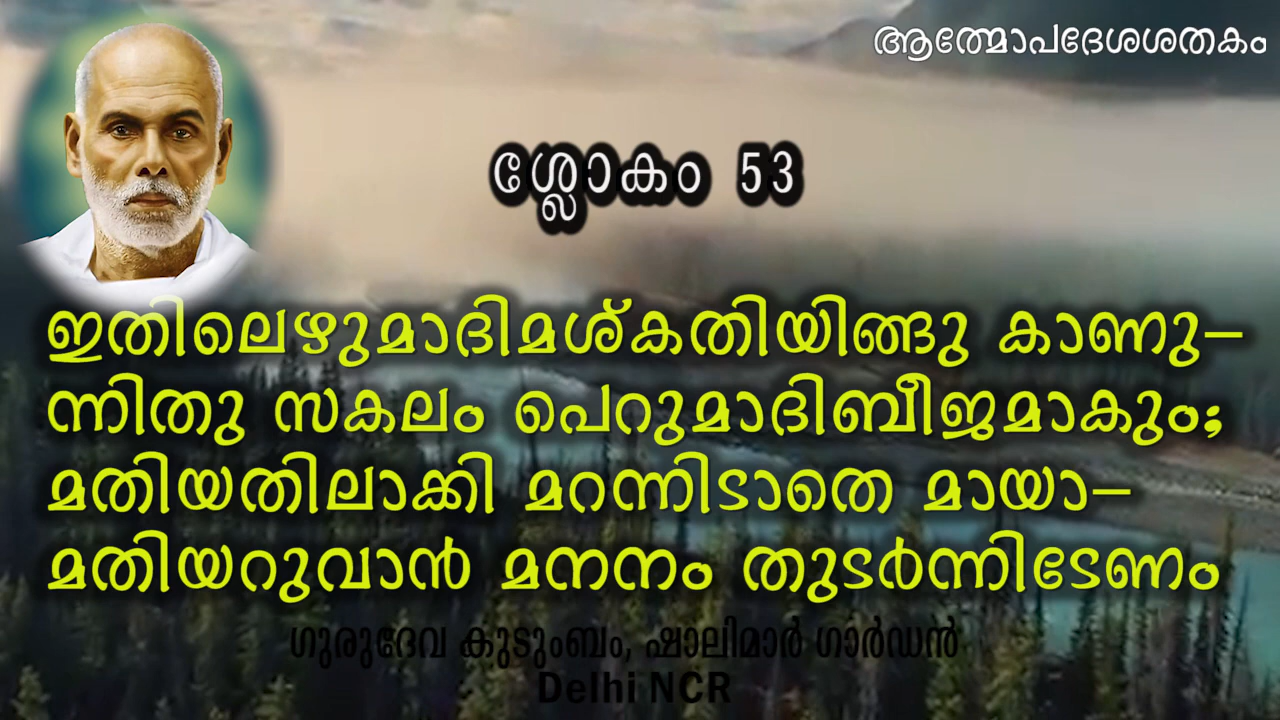 ആത്മോപദേശശതകം
ശ്ലോകം 53
ഇതിലെഴുമാദിമശ്കതിയിങ്ങു കാണു–
ന്നിതു സകലം പെറുമാദിബീജമാകും;
മതിയതിലാക്കി മറന്നിടാതെ മായാ–
മതിയറുവാൻ മനനം തുടർന്നിടേണം
ഗുരുദേവ കുടുംബം, ഷാലിമാർ ഗാർഡൻ
Delhi NCR